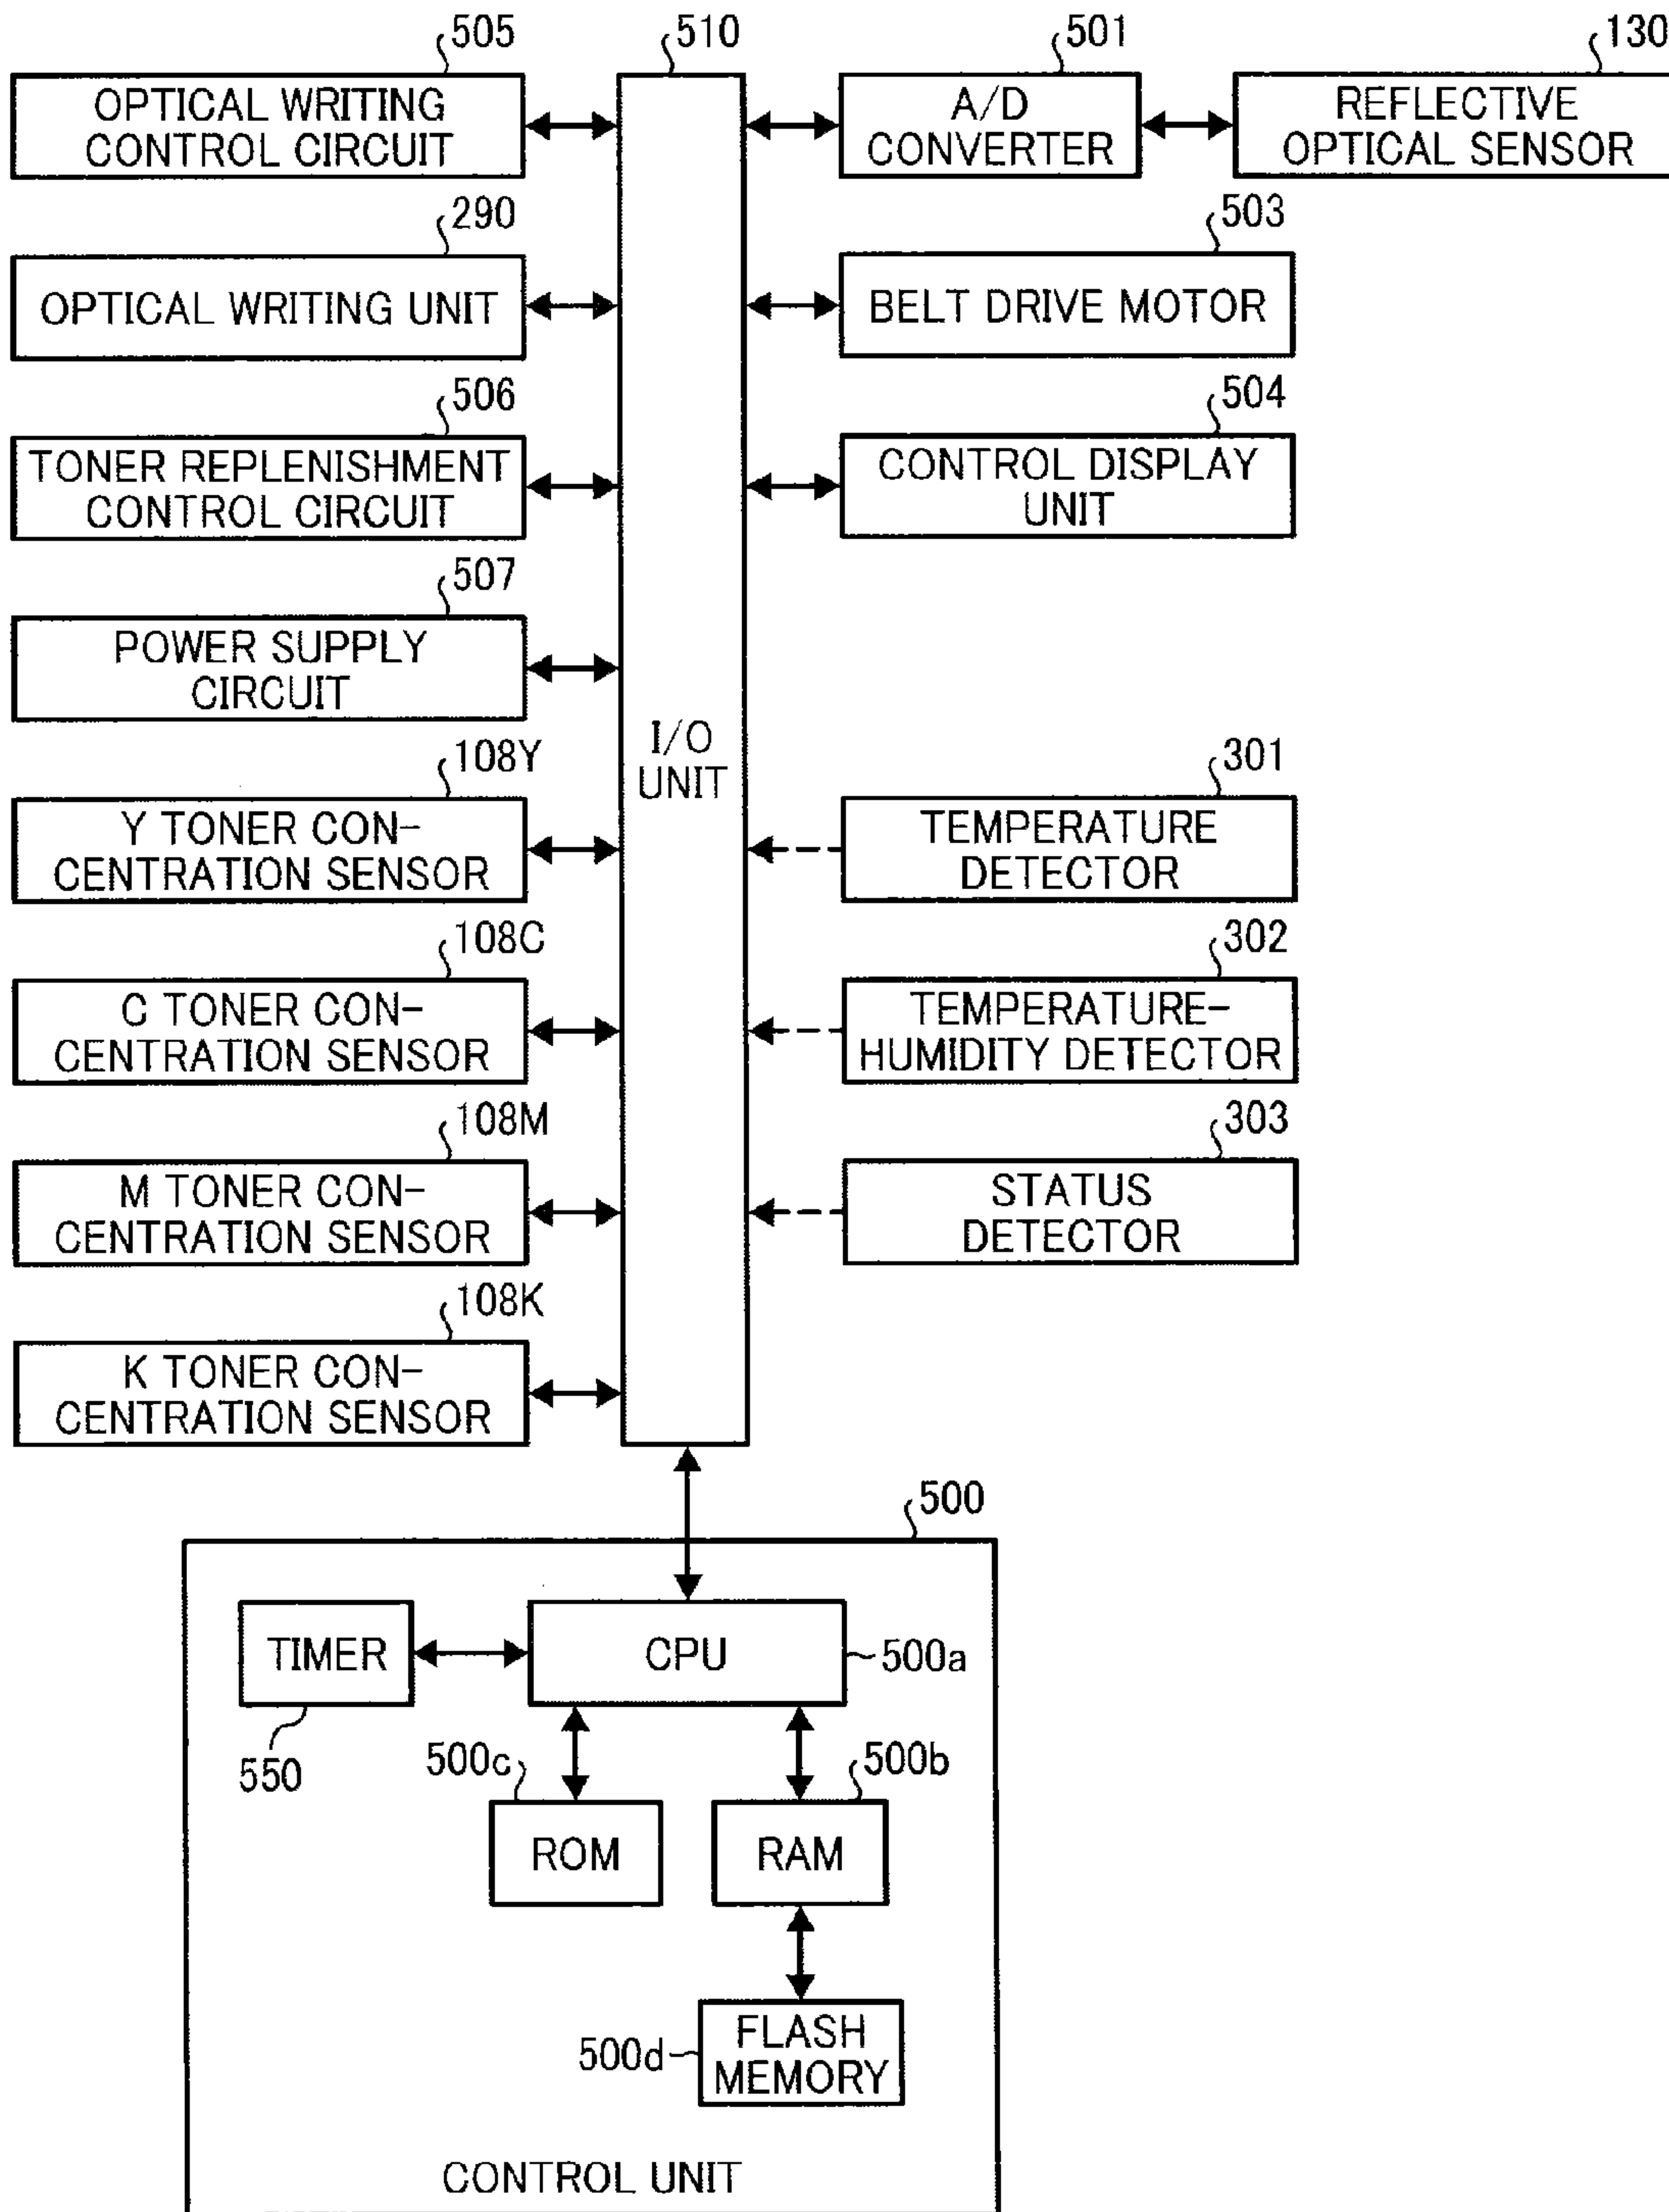 505
510
501
130
OPTICAL WRITING
CONTROL CIRCUIT
A/D
CONVERTER
REFLECTIVE
OPTICAL SENSOR
290
503
OPTICAL WRITING UNIT
BELT DRIVE MOTOR
506
504
TONER REPLENISHMENT
CONTROL CIRCUIT
CONTROL DISPLAY
UNIT
507
POWER SUPPLY
CIRCUIT
I/O
UNIT
108Y
301
Y TONER CON-
CENTRATION SENSOR
TEMPERATURE
DETECTOR
108C
302
C TONER CON-
CENTRATION SENSOR
TEMPERATURE-
HUMIDITY DETECTOR
108M
303
M TONER CON-
CENTRATION SENSOR
STATUS
DETECTOR
108K
K TONER CON-
CENTRATION SENSOR
500
TIMER
CPU
500a
550
500c
500b
ROM
RAM
500d
FLASH
MEMORY
CONTROL UNIT